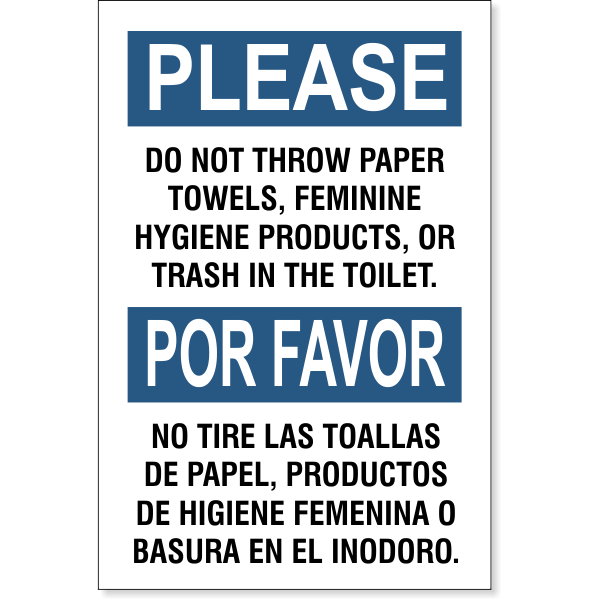 PLEASE
DO NOT THROW PAPER
TOWELS, FEMININE
HYGIENE PRODUCTS, OR
TRASH IN THE TOILET.
POR FAVOR
NO TIRE LAS TOALLAS
DE PAPEL, PRODUCTOS
DE HIGIENE FEMENINA O
BASURA EN EL INODORO.